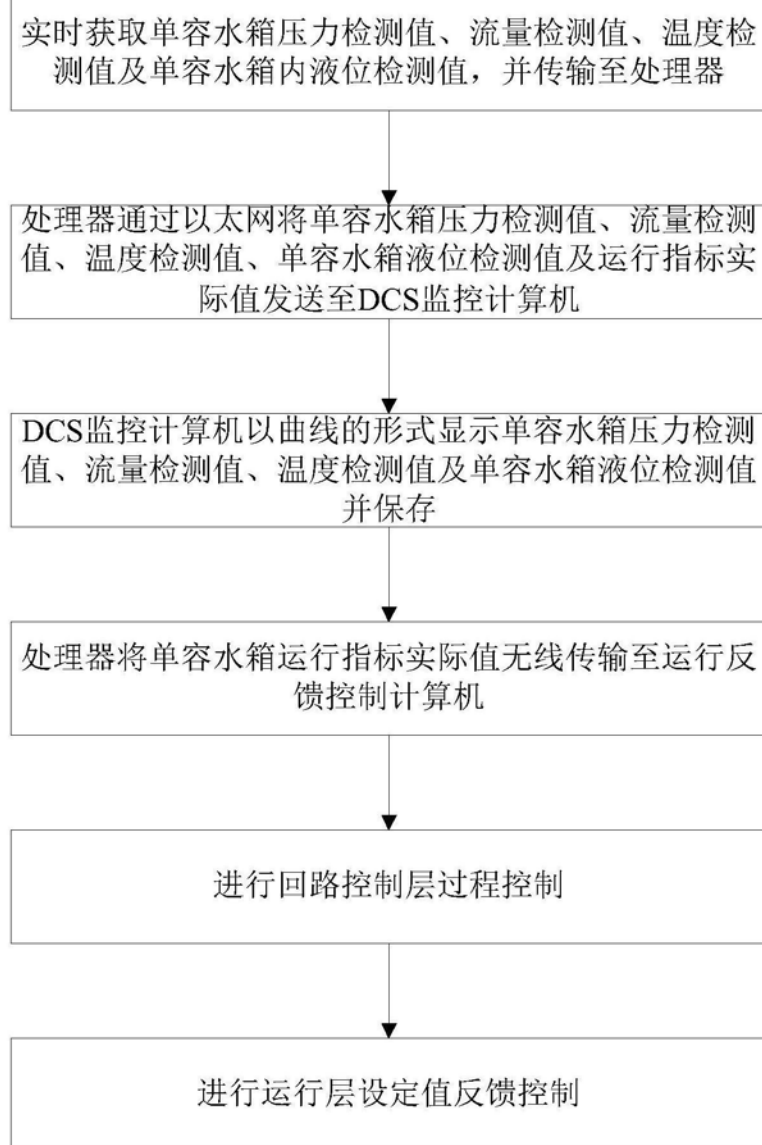 实时获取单容水箱压力检测值、流量检测值、温度检
测值及单容水箱内液位检测值，并传输至处理器
处理器通过以太网将单容水箱压力检测值、流量检测
值、温度检测值、单容水箱液位检测值及运行指标实
际值发送至DCS监控计算机
DCS监控计算机以曲线的形式显示单容水箱压力检测
值、流量检测值、温度检测值及单容水箱液位检测值
并保存
处理器将单容水箱运行指标实际值无线传输至运行反
馈控制计算机
进行回路控制层过程控制
进行运行层设定值反馈控制